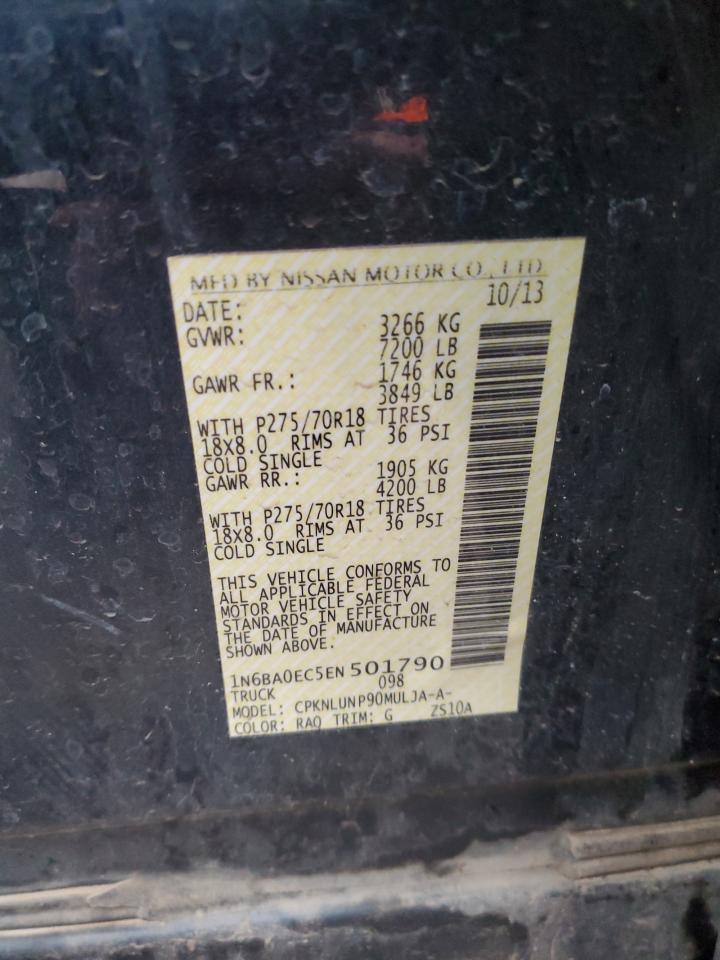 MFD BY NISSAN MOTOR CO., LTD
DATE: 10/13
GVWR: 3266 KG
7200 LB
GAWR FR.: 1746 KG
3849 LB
WITH P275/70R18 TIRES
18X8.0 RIMS AT 36 PSI
COLD SINGLE
GAWR RR.: 1905 KG
4200 LB
WITH P275/70R18 TIRES
18X8.0 RIMS AT 36 PSI
COLD SINGLE
THIS VEHICLE CONFORMS TO
ALL APPLICABLE FEDERAL
MOTOR VEHICLE SAFETY
STANDARDS IN EFFECT ON
THE DATE OF MANUFACTURE
SHOWN ABOVE.
1N6BA0EC5EN 501790
TRUCK 098
MODEL: CPKNLUNP90MULJA-A-
COLOR: RAQ TRIM: G ZS10A